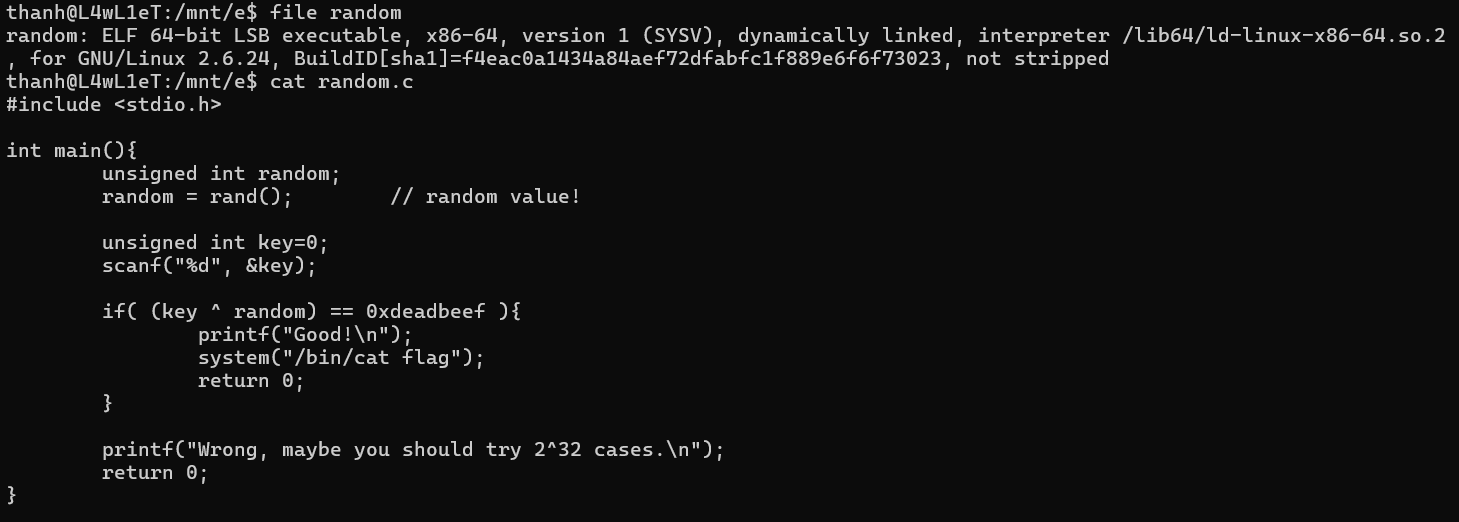 thanh@L4wL1eT:/mnt/e$ file random
random: ELF 64-bit LSB executable, x86-64, version 1 (SYSV), dynamically linked, interpreter /lib64/ld-linux-x86-64.so.2
, for GNU/Linux 2.6.24, BuildID[sha1]=f4eac0a1434a84aef72dfabfc1f889e6f6f73023, not stripped
thanh@L4wL1eT:/mnt/e$ cat random.c
#include <stdio.h>

int main(){
        unsigned int random;
        random = rand();        // random value!

        unsigned int key=0;
        scanf("%d", &key);

        if( (key ^ random) == 0xdeadbeef ){
                printf("Good!\n");
                system("/bin/cat flag");
                return 0;
        }

        printf("Wrong, maybe you should try 2^32 cases.\n");
        return 0;
}